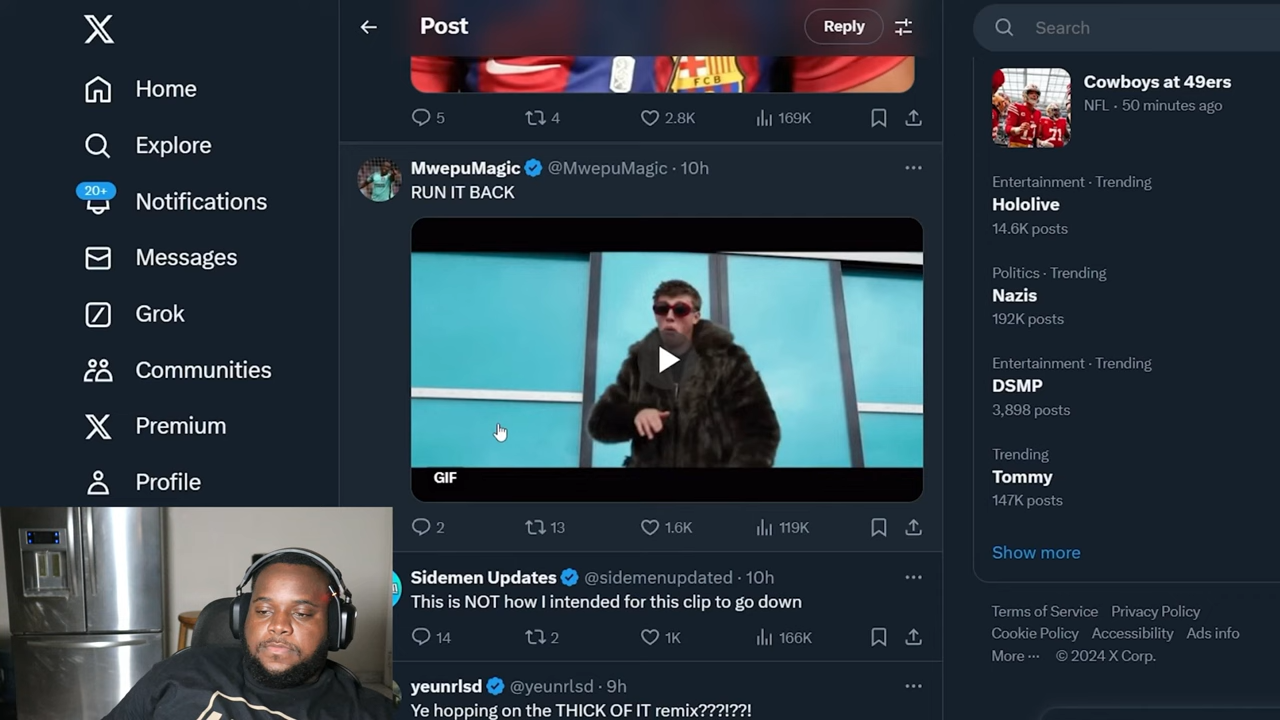 Post
Reply
Search
Home
Explore
20+
Notifications
Messages
Grok
Communities
Premium
Profile
FCB
5
4
2.8K
169K
MwepuMagic @MwepuMagic · 10h
RUN IT BACK
GIF
2
13
1.6K
119K
Sidemen Updates @sidemenupdated · 10h
This is NOT how I intended for this clip to go down
14
2
1K
166K
yeunrlsd @yeunrlsd · 9h
Ye hopping on the THICK OF IT remix???!??!
Cowboys at 49ers
NFL · 50 minutes ago
Entertainment · Trending
Hololive
14.6K posts
Politics · Trending
Nazis
192K posts
Entertainment · Trending
DSMP
3,898 posts
Trending
Tommy
147K posts
Show more
Terms of Service Privacy Policy
Cookie Policy Accessibility Ads info
More ··· © 2024 X Corp.